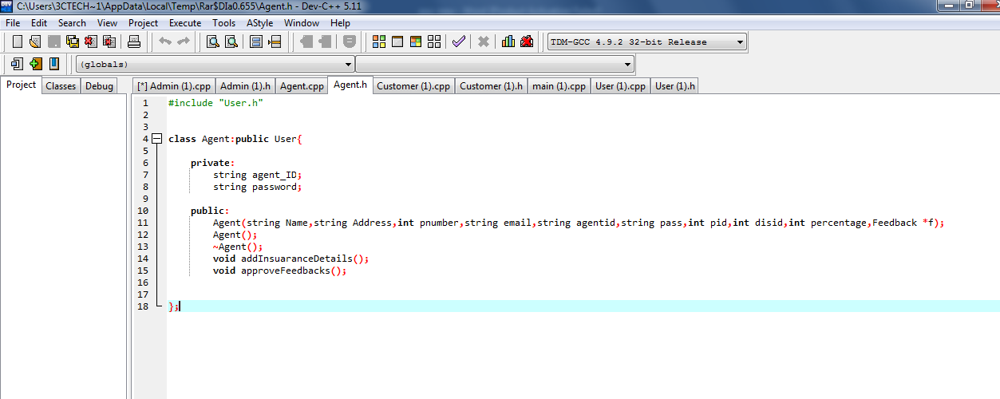 C:\Users\3CTECH~1\AppData\Local\Temp\Rar$DIa0.655\Agent.h - Dev-C++ 5.11
File Edit Search View Project Execute Tools AStyle Window Help
TDM-GCC 4.9.2 32-bit Release
(globals)
Project Classes Debug [*] Admin (1).cpp Admin (1).h Agent.cpp Agent.h Customer (1).cpp Customer (1).h main (1).cpp User (1).cpp User (1).h
1 #include "User.h"
2
3
4 class Agent:public User{
5
6 private:
7 string agent_ID;
8 string password;
9
10 public:
11 Agent(string Name,string Address,int pnumber,string email,string agentid,string pass,int pid,int disid,int percentage,Feedback *f);
12 Agent();
13 ~Agent();
14 void addInsuaranceDetails();
15 void approveFeedbacks();
16
17
18 };